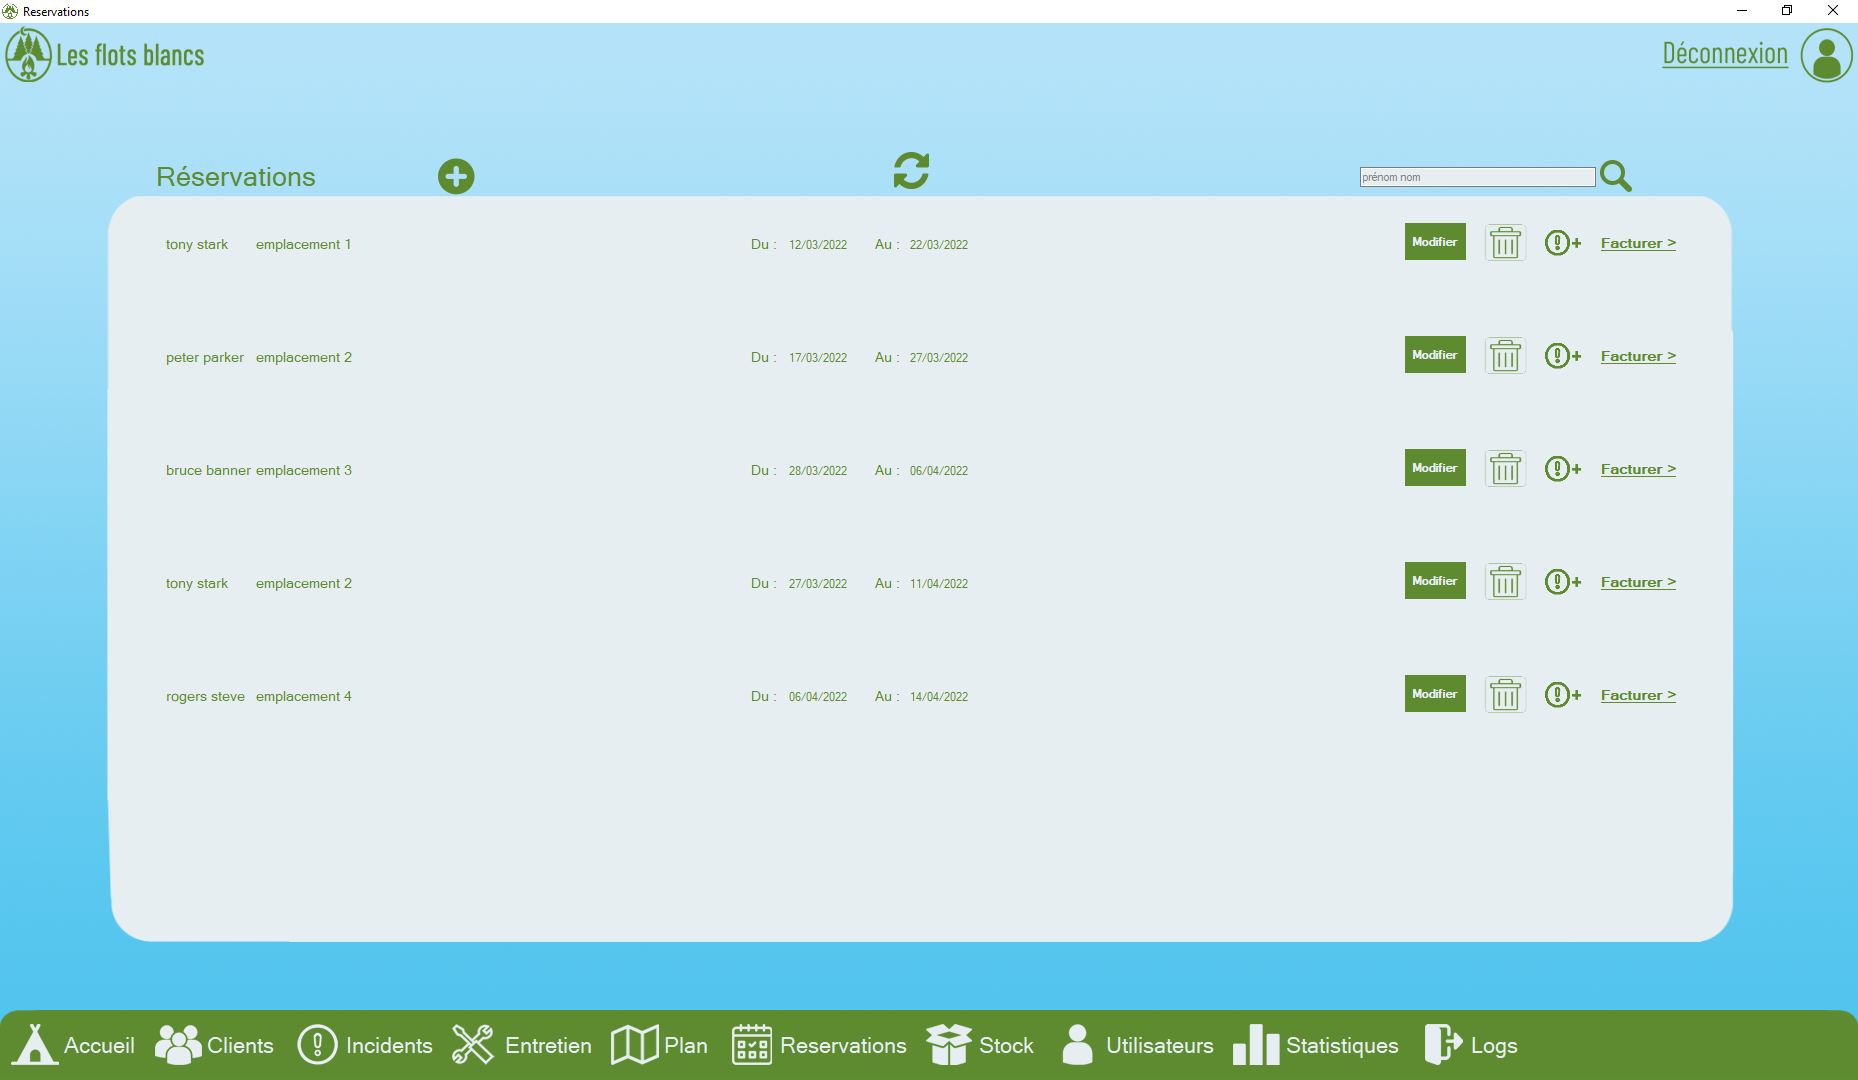 Reservations
Les flots blancs
Déconnexion
Réservations
prénom nom
tony stark emplacement 1 Du : 12/03/2022 Au : 22/03/2022 Modifier Facturer >
peter parker emplacement 2 Du : 17/03/2022 Au : 27/03/2022 Modifier Facturer >
bruce banner emplacement 3 Du : 28/03/2022 Au : 06/04/2022 Modifier Facturer >
tony stark emplacement 2 Du : 27/03/2022 Au : 11/04/2022 Modifier Facturer >
rogers steve emplacement 4 Du : 06/04/2022 Au : 14/04/2022 Modifier Facturer >
Accueil Clients Incidents Entretien Plan Reservations Stock Utilisateurs Statistiques Logs